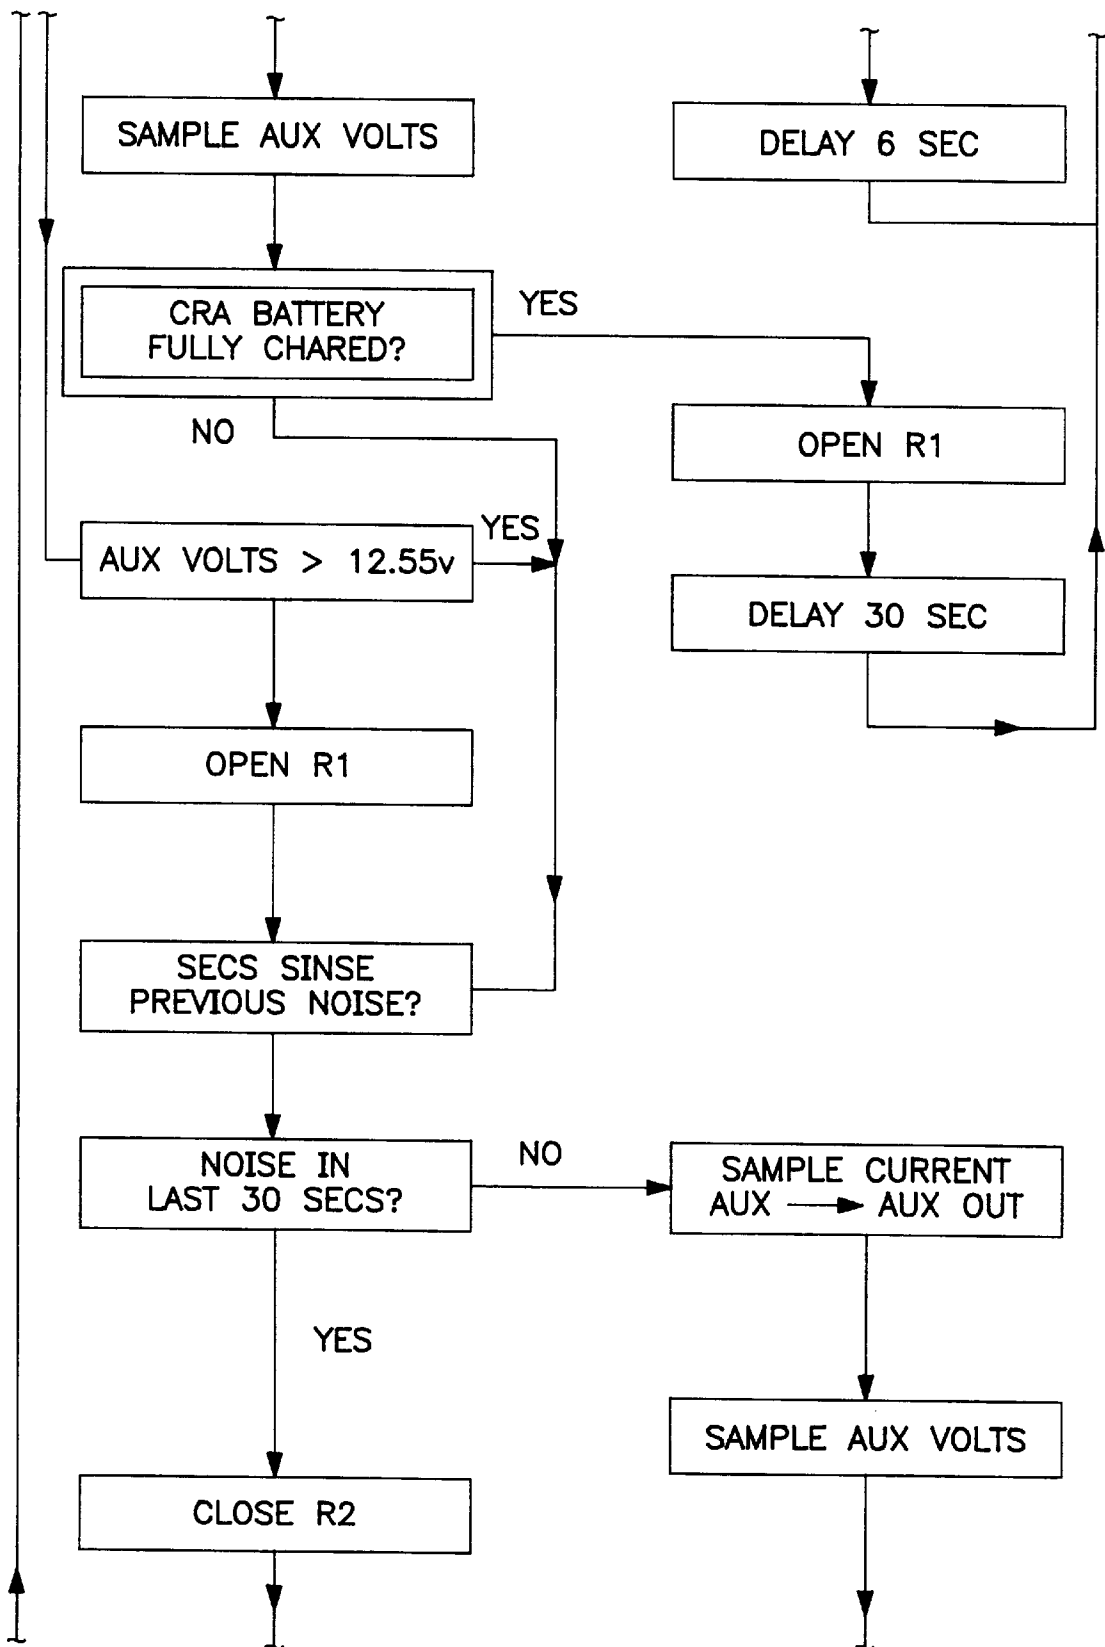 SAMPLE AUX VOLTS
DELAY 6 SEC
CRA BATTERY
FULLY CHARED?
YES
NO
OPEN R1
AUX VOLTS > 12.55v
YES
DELAY 30 SEC
OPEN R1
SECS SINSE
PREVIOUS NOISE?
NOISE IN
LAST 30 SECS?
NO
SAMPLE CURRENT
AUX → AUX OUT
YES
SAMPLE AUX VOLTS
CLOSE R2